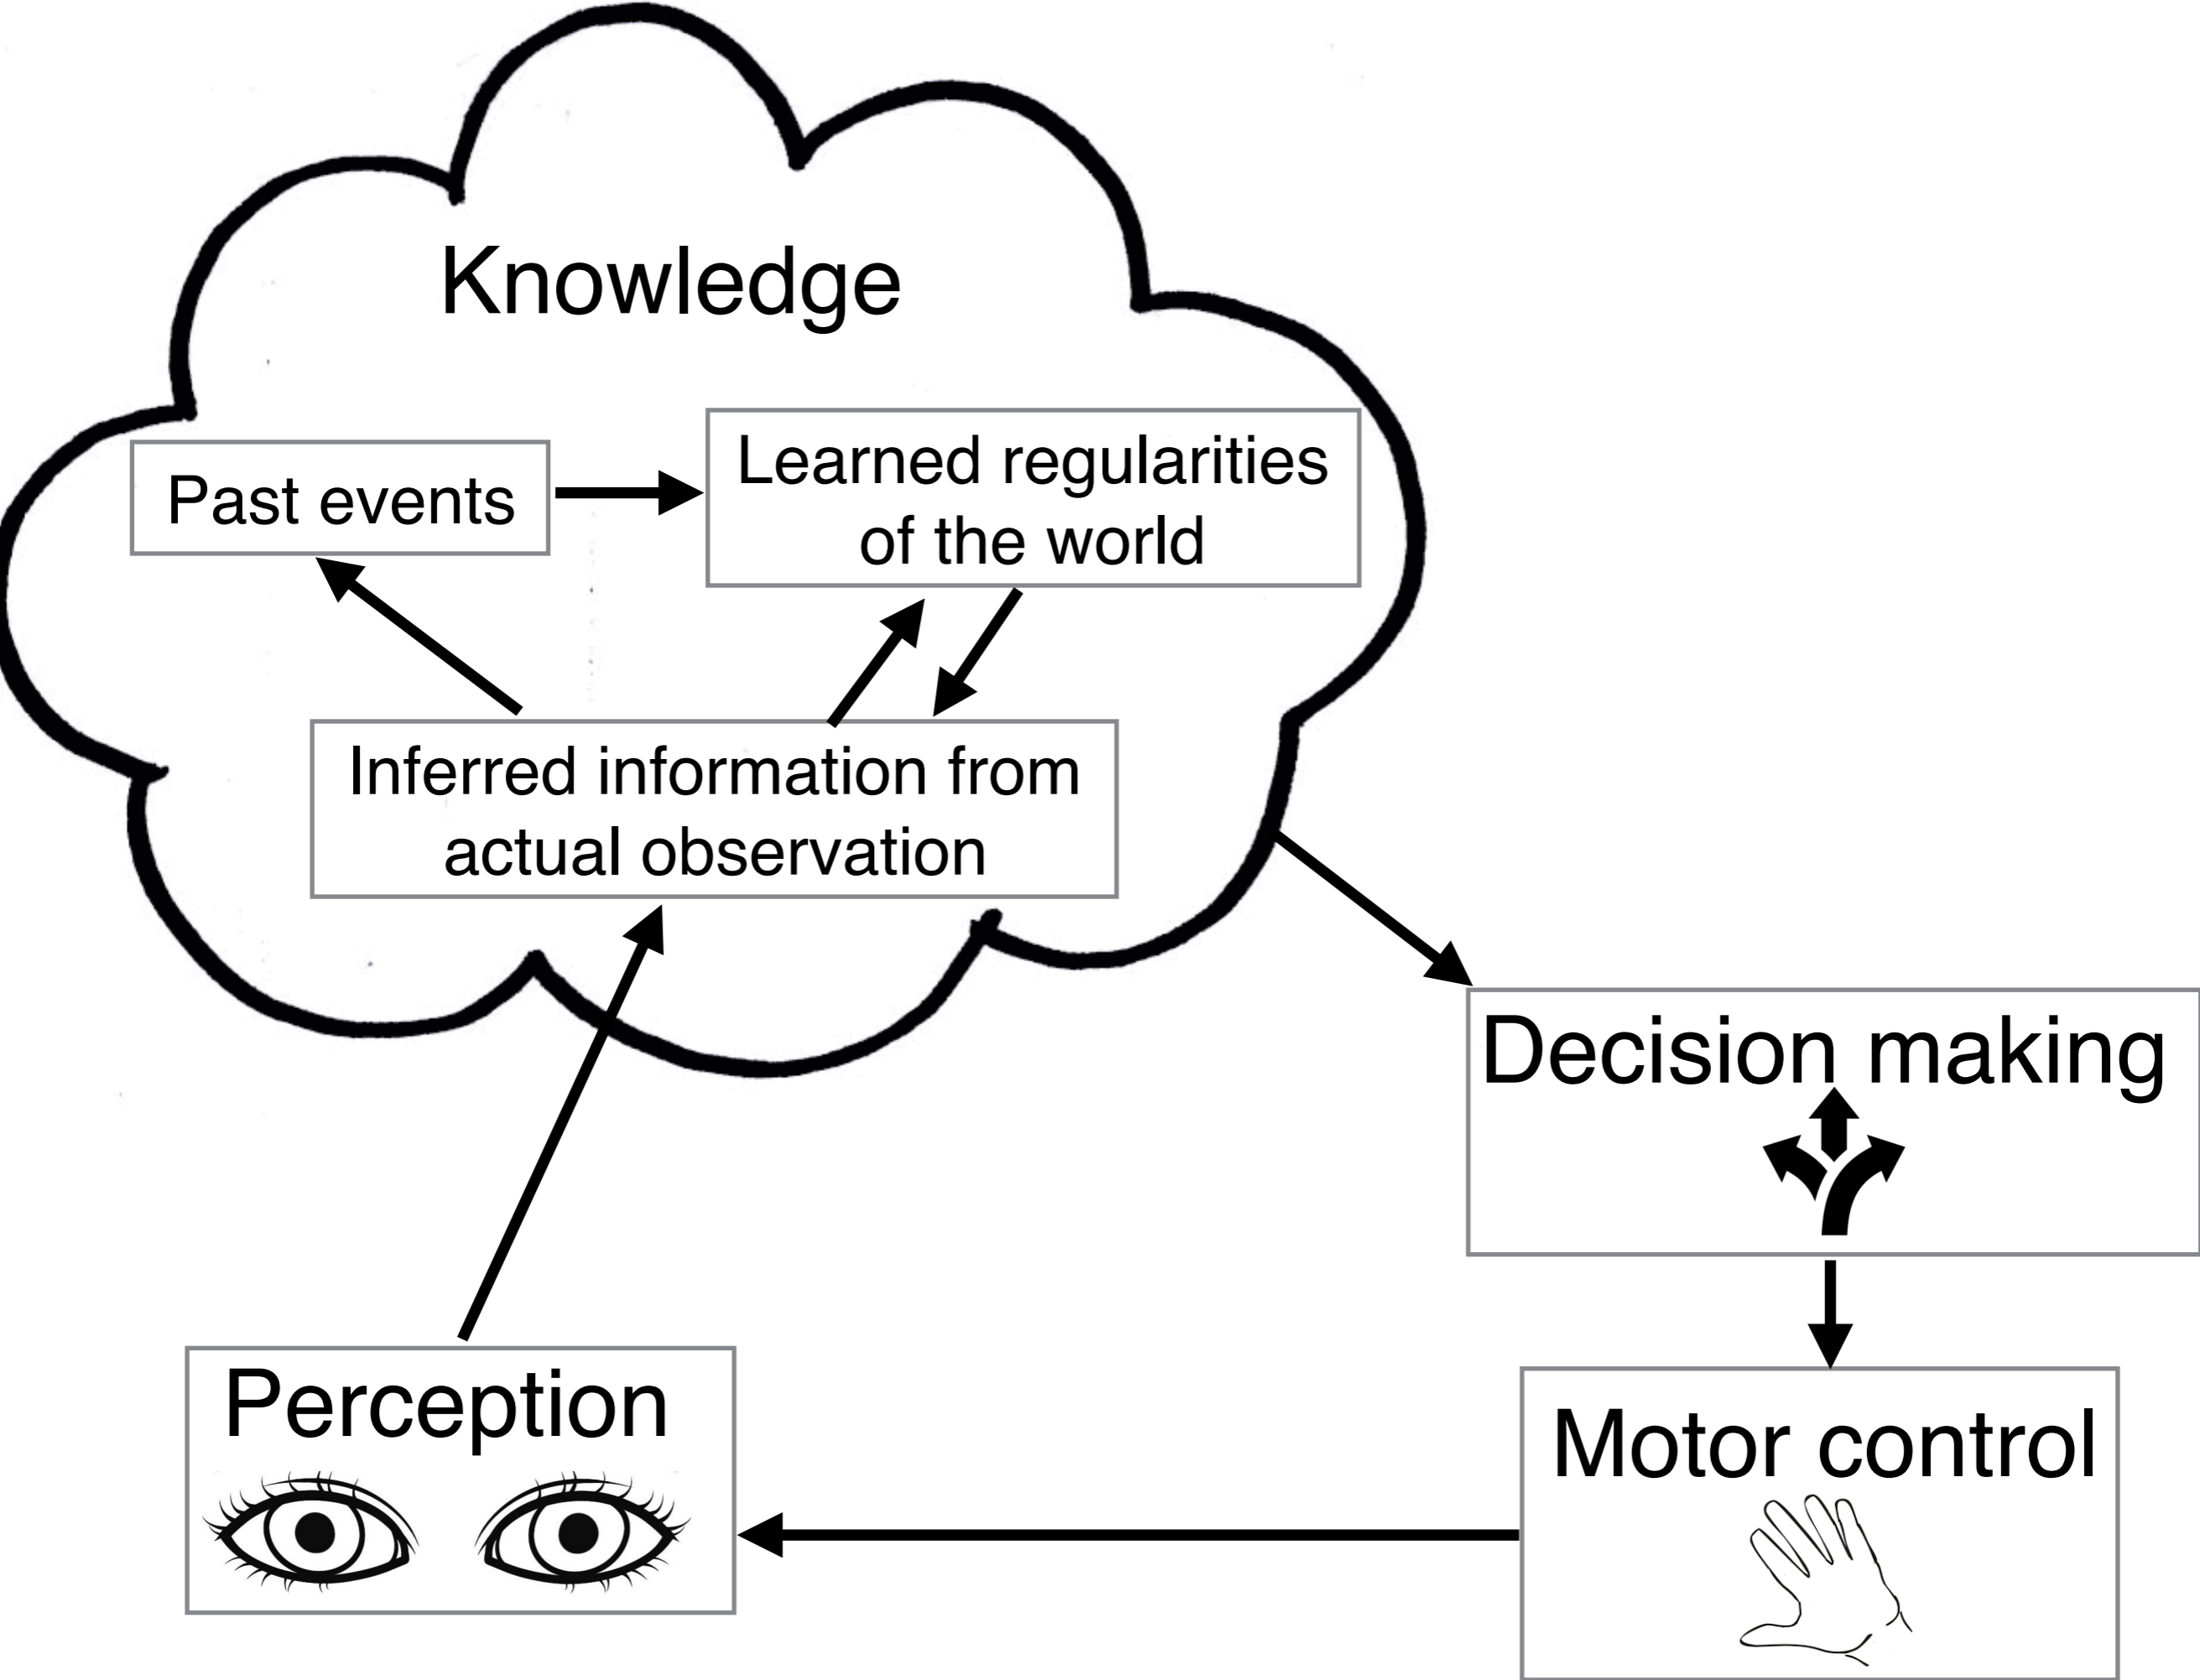 Knowledge
Past events
Learned regularities
of the world
Inferred information from
actual observation
Decision making
Perception
Motor control